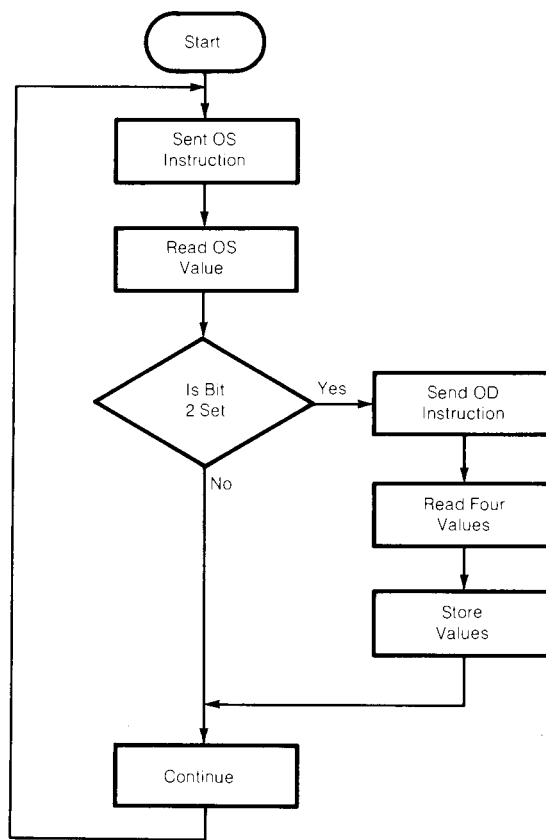 Start
Sent OS
Instruction
Read OS
Value
Is Bit
2 Set
Yes
No
Send OD
Instruction
Read Four
Values
Store
Values
Continue